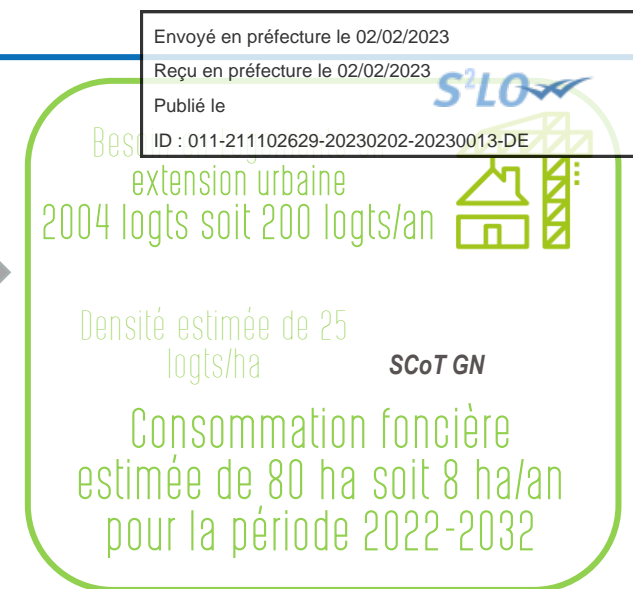 Envoyé en préfecture le 02/02/2023
Reçu en préfecture le 02/02/2023
S²LO
Publié le
ID : 011-211102629-20230202-20230013-DE
extension urbaine
2004 logts soit 200 logts/an
Densité estimée de 25
logts/ha
SCoT GN
Consommation foncière
estimée de 80 ha soit 8 ha/an
pour la période 2022-2032